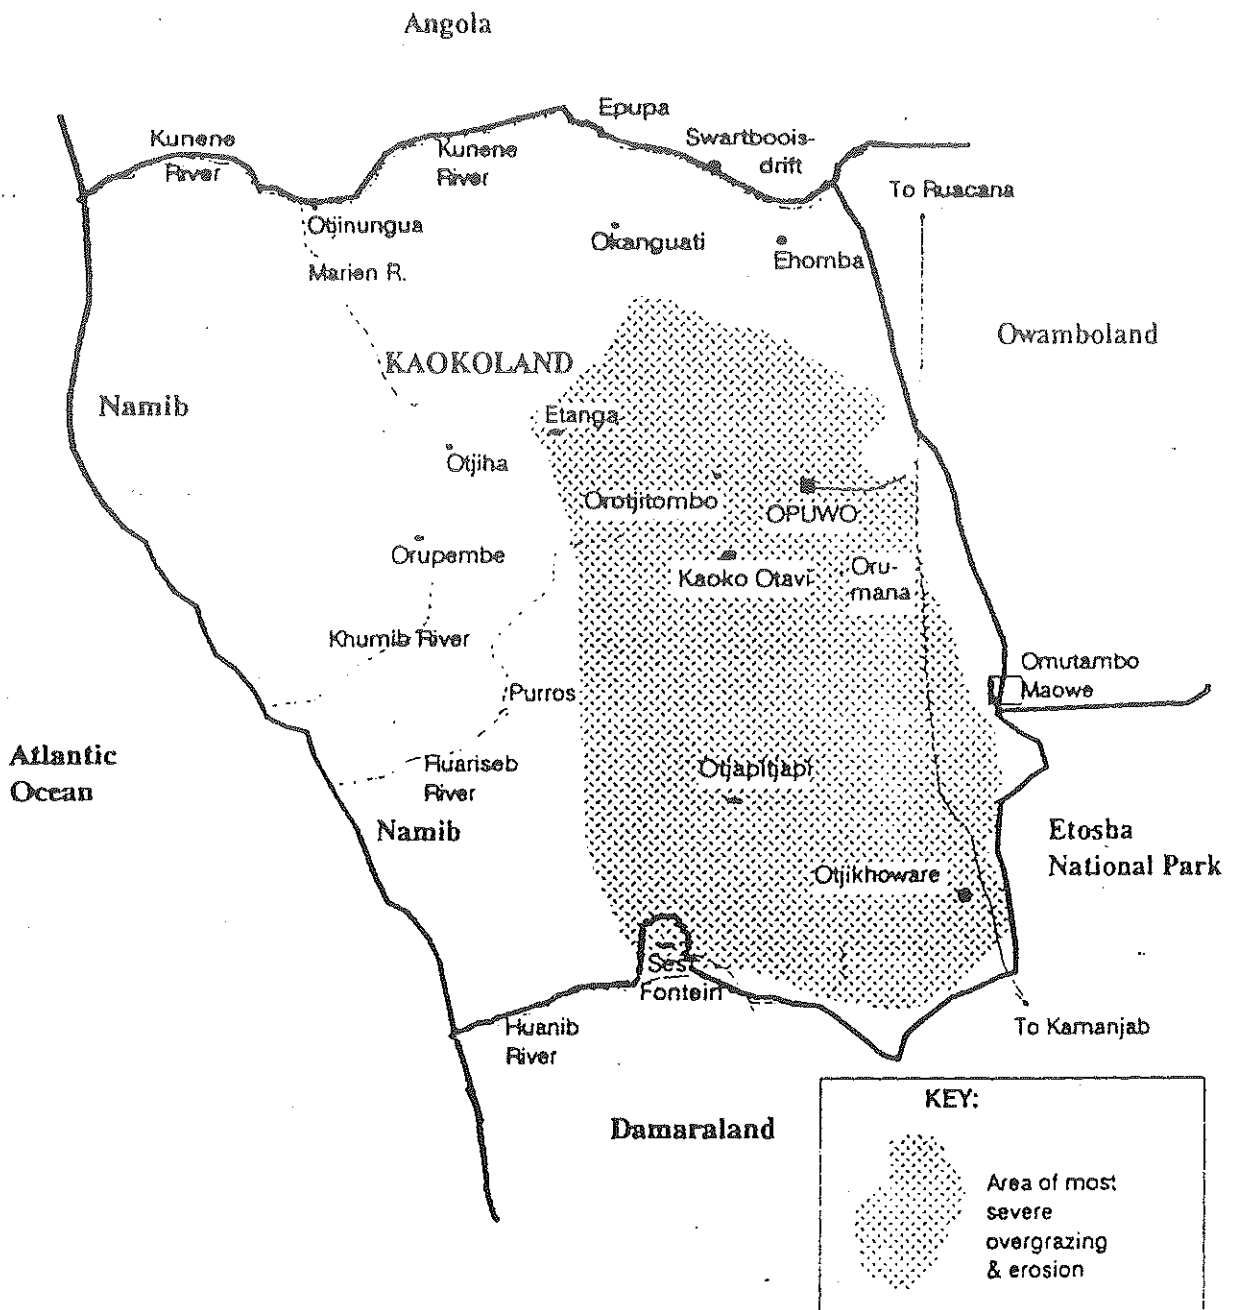 Angola
Epupa
Kunene
River
Kunene
River
Swartboois-
drift
To Ruacana
Otjinungua
Okanguati
Ehomba
Marien R.
Owamboland
KAOKOLAND
Namib
Etanga
Otjiha
Orotjitombo
OPUWO
Orupembe
Kaoko Otavi
Oru-
mana
Khumib River
Omutambo
Maowe
Purros
Atlantic
Ocean
Huariseb
River
Otjapitjapi
Namib
Etosha
National Park
Otjikhoware
Sest
Fontein
Huanib
River
To Kamanjab
KEY:
Damaraland
Area of most
severe
overgrazing
& erosion